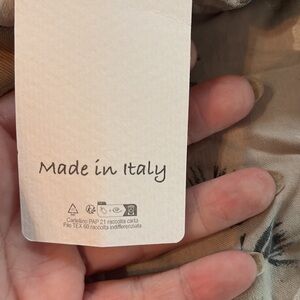 Made in Italy
Cartellino PAP 21 raccolta carta
Filo TEX 60 raccolta indifferenziata